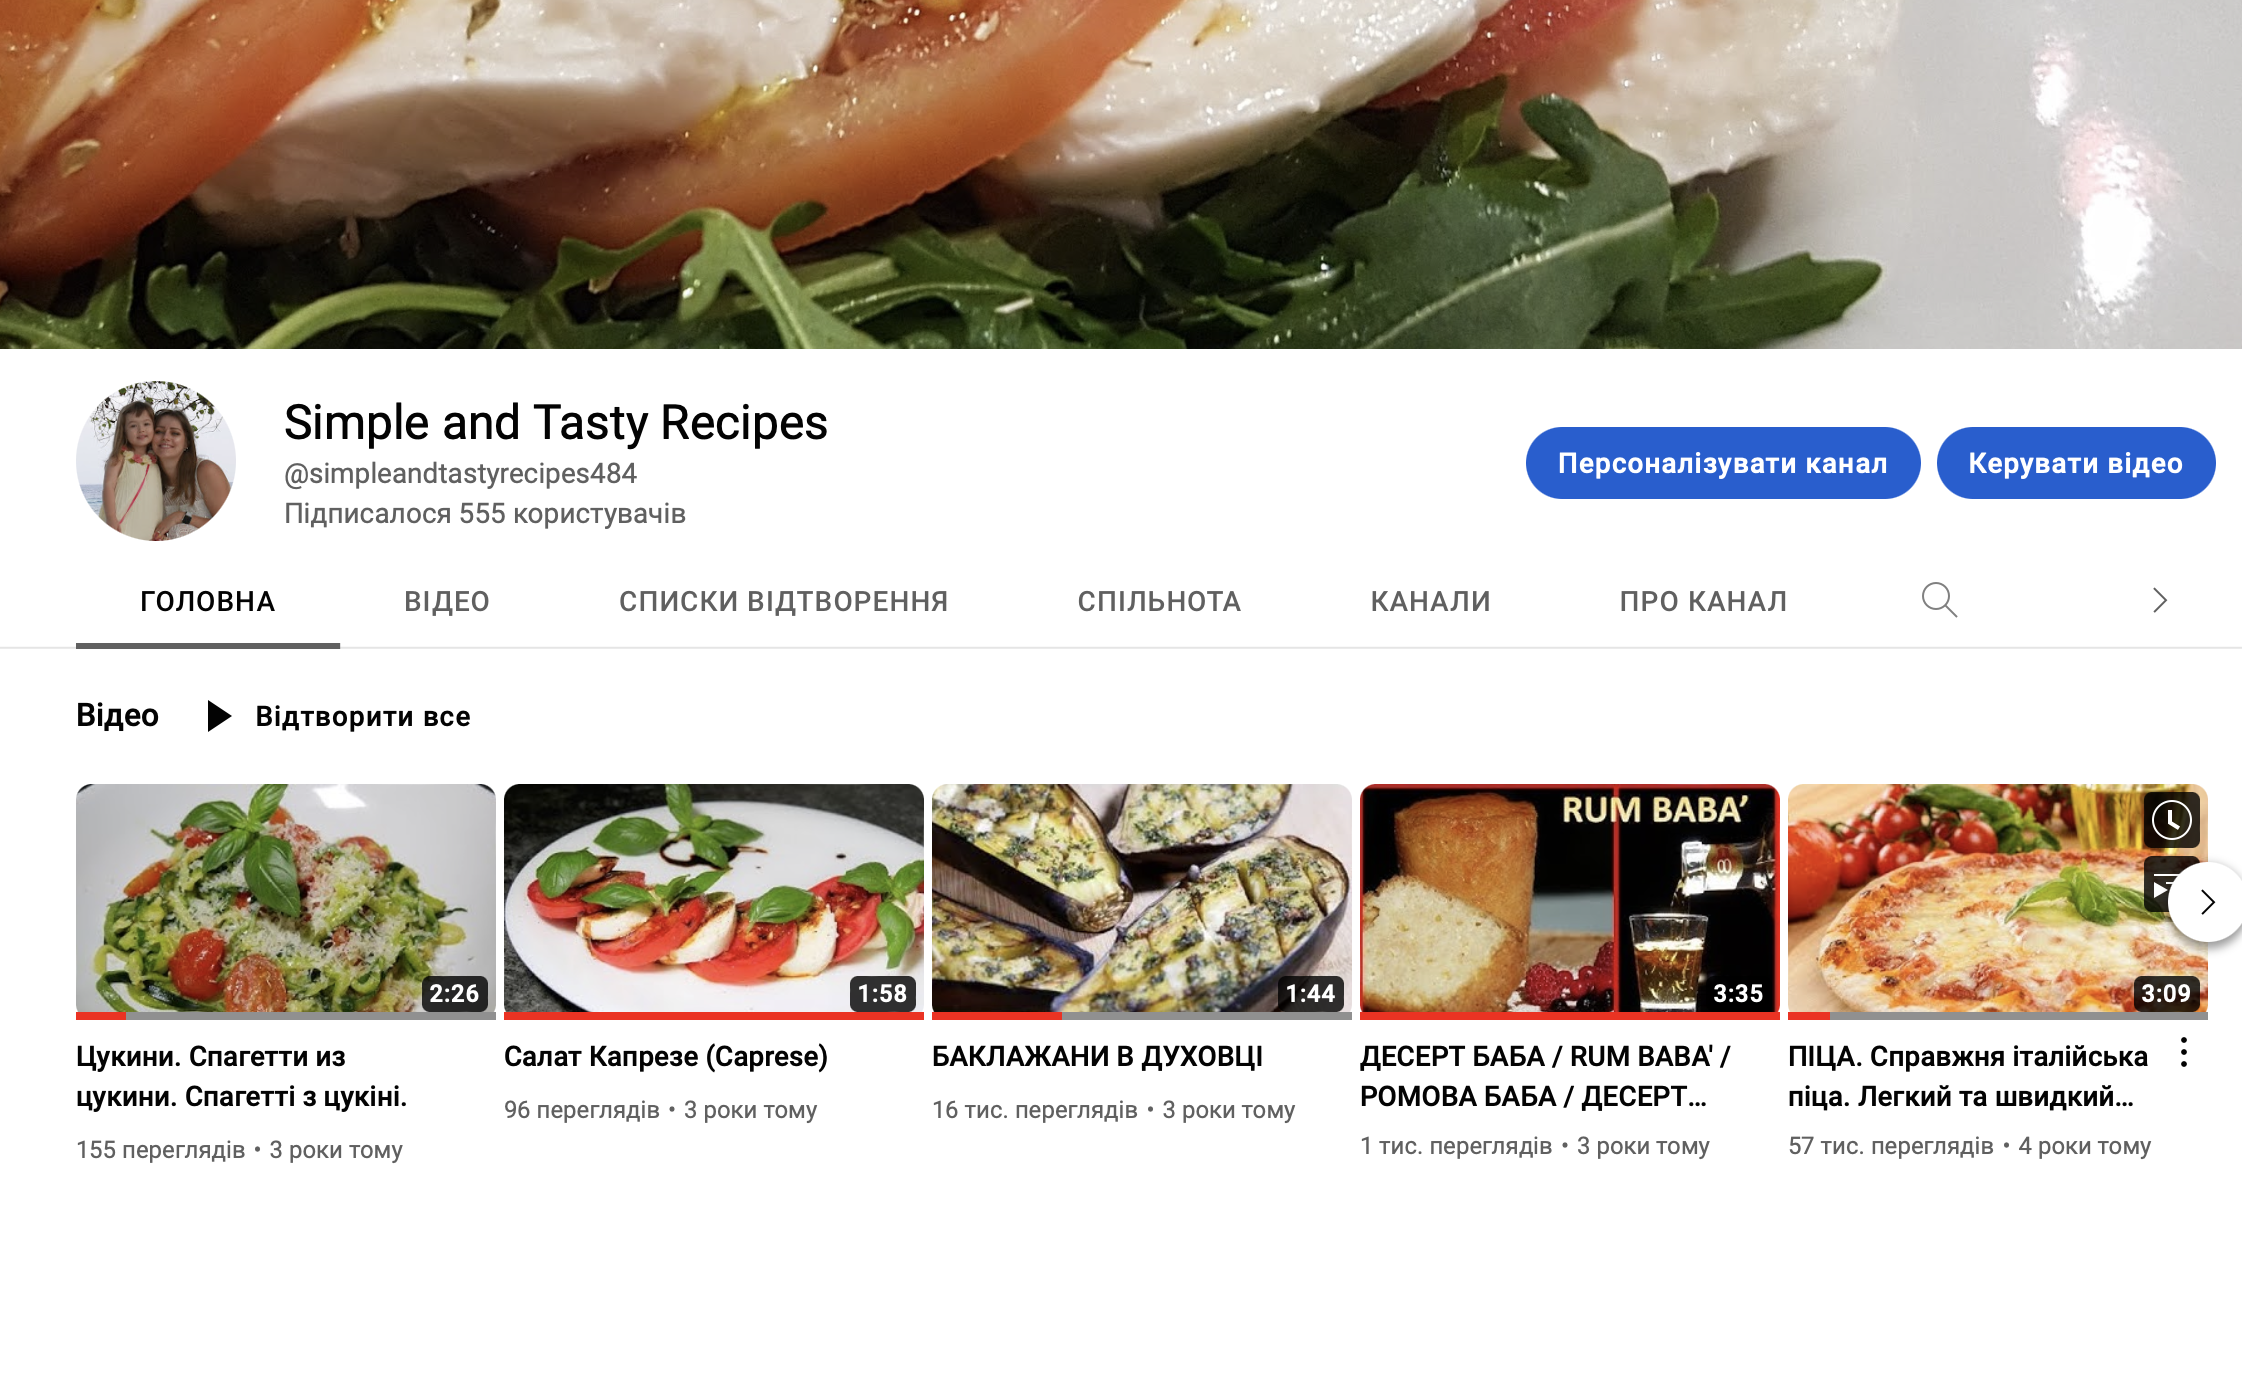 Simple and Tasty Recipes
@simpleandtastyrecipes484
Підписалося 555 користувачів
Персоналізувати канал
Керувати відео
ГОЛОВНА
ВІДЕО
СПИСКИ ВІДТВОРЕННЯ
СПІЛЬНОТА
КАНАЛИ
ПРО КАНАЛ
Відео
Відтворити все
2:26
Цукини. Спагетти из
цукини. Спагетті з цукіні.
155 переглядів • 3 роки тому
1:58
Салат Капрезе (Caprese)
96 переглядів • 3 роки тому
1:44
БАКЛАЖАНИ В ДУХОВЦІ
16 тис. переглядів • 3 роки тому
RUM BABA’
3:35
ДЕСЕРТ БАБА / RUM BABA' /
РОМОВА БАБА / ДЕСЕРТ...
1 тис. переглядів • 3 роки тому
3:09
ПІЦА. Справжня італійська
піца. Легкий та швидкий...
57 тис. переглядів • 4 роки тому